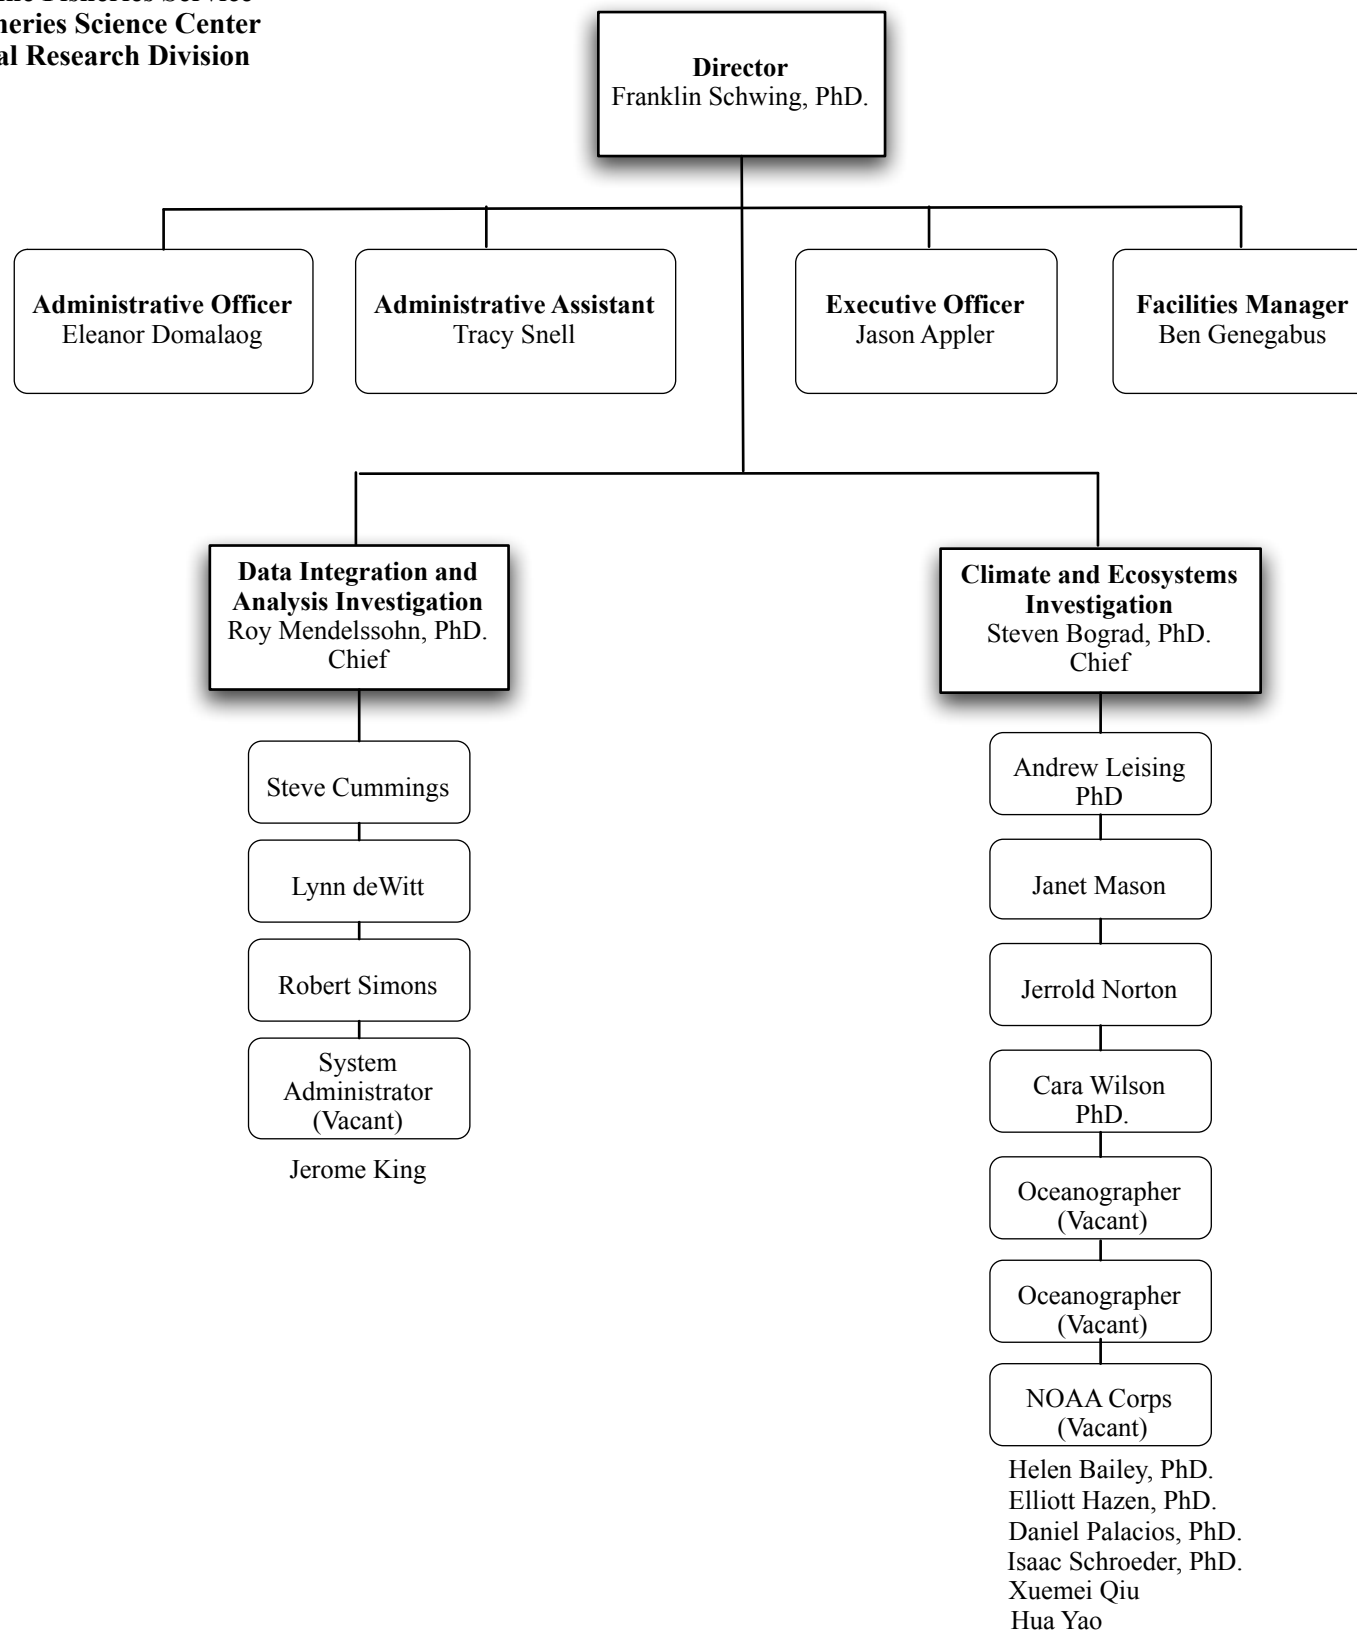 Fisheries Service
Science Center
Research Division
Director
Franklin Schwing, PhD.
Administrative Officer
Eleanor Domalaog
Administrative Assistant
Tracy Snell
Executive Officer
Jason Appler
Facilities Manager
Ben Genegabus
Data Integration and
Analysis Investigation
Roy Mendelssohn, PhD.
Chief
Climate and Ecosystems
Investigation
Steven Bograd, PhD.
Chief
Steve Cummings
Lynn deWitt
Robert Simons
System
Administrator
(Vacant)
Jerome King
Andrew Leising
PhD
Janet Mason
Jerrold Norton
Cara Wilson
PhD.
Oceanographer
(Vacant)
Oceanographer
(Vacant)
NOAA Corps
(Vacant)
Helen Bailey, PhD.
Elliott Hazen, PhD.
Daniel Palacios, PhD.
Isaac Schroeder, PhD.
Xuemei Qiu
Hua Yao